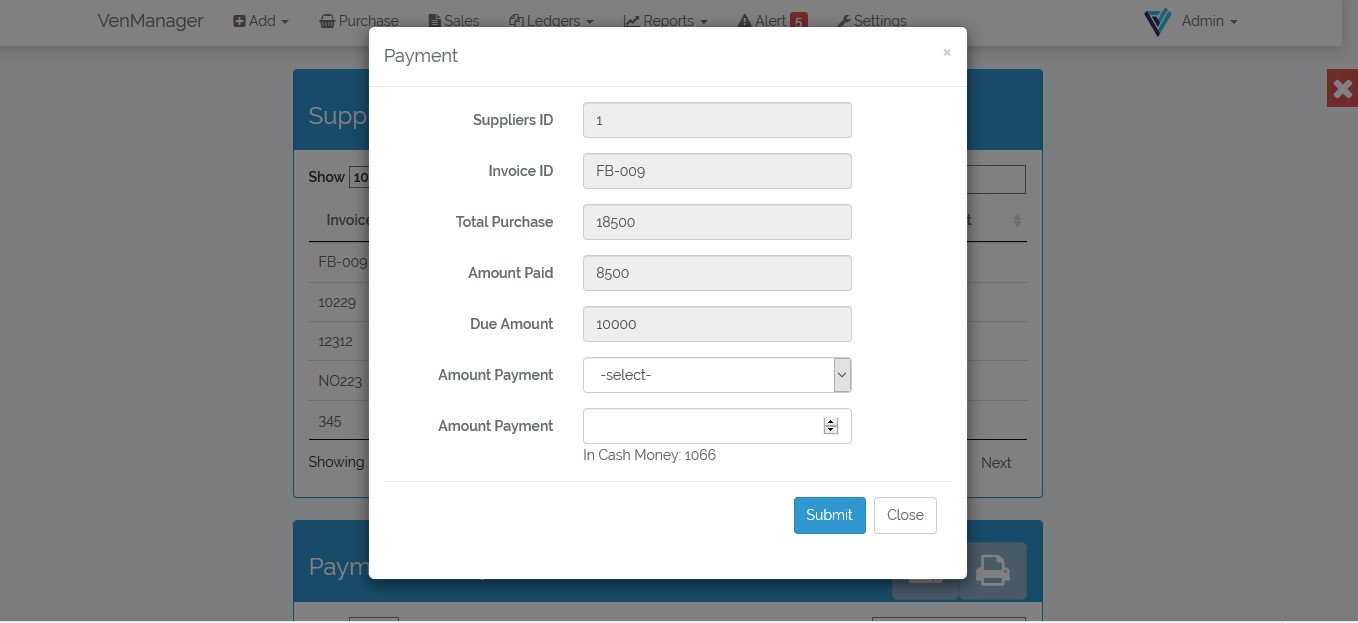 VenManager Add Purchase Sales Ledgers Reports Alert 5 Settings Admin
Payment ×
Supp
Suppliers ID 1
Invoice ID FB-009
Show 10
Total Purchase 18500
Invoice
Amount Paid 8500
FB-009
10229
Due Amount 10000
12312
Amount Payment -select-
NO223
345
Amount Payment
In Cash Money: 1066
Showing
Next
Submit Close
Paym